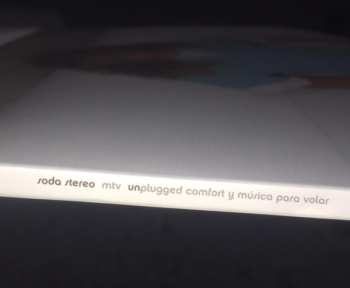 soda stereo mtv unplugged comfort y música para volar